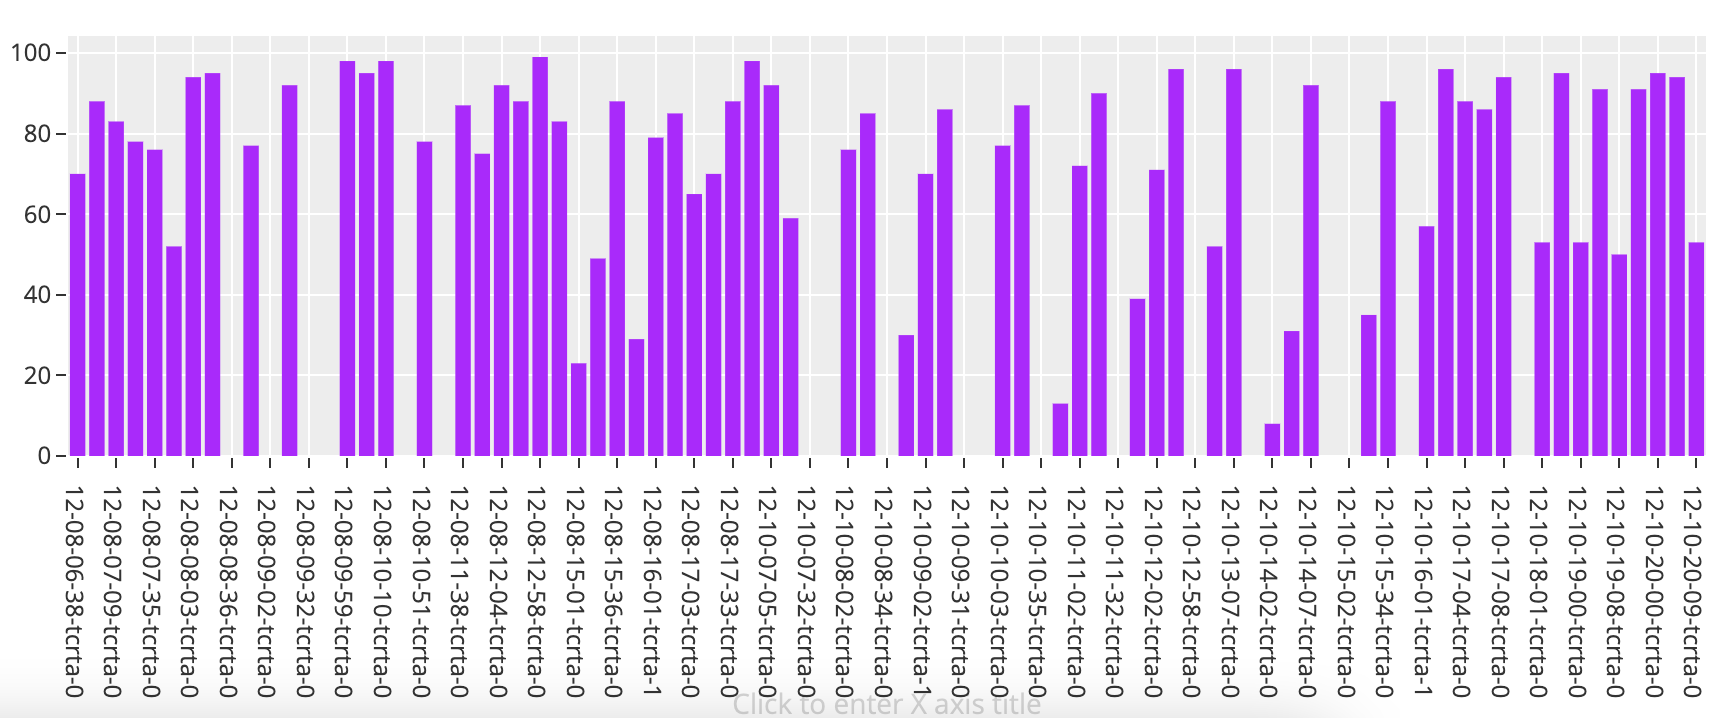 100
80
60
40
20
0
12-08-06-38-tcrta-0
12-08-07-09-tcrta-0
12-08-07-35-tcrta-0
12-08-08-03-tcrta-0
12-08-08-36-tcrta-0
12-08-09-02-tcrta-0
12-08-09-32-tcrta-0
12-08-09-59-tcrta-0
12-08-10-10-tcrta-0
12-08-10-51-tcrta-0
12-08-11-38-tcrta-0
12-08-12-04-tcrta-0
12-08-12-58-tcrta-0
12-08-15-01-tcrta-0
12-08-15-36-tcrta-0
12-08-16-01-tcrta-1
12-08-17-03-tcrta-0
12-08-17-33-tcrta-0
12-10-07-05-tcrta-0
12-10-07-32-tcrta-0
12-10-08-02-tcrta-0
12-10-08-34-tcrta-0
12-10-09-02-tcrta-1
12-10-09-31-tcrta-0
12-10-10-03-tcrta-0
12-10-10-35-tcrta-0
12-10-11-02-tcrta-0
12-10-11-32-tcrta-0
12-10-12-02-tcrta-0
12-10-12-58-tcrta-0
12-10-13-07-tcrta-0
12-10-14-02-tcrta-0
12-10-14-07-tcrta-0
12-10-15-02-tcrta-0
12-10-15-34-tcrta-0
12-10-16-01-tcrta-1
12-10-17-04-tcrta-0
12-10-17-08-tcrta-0
12-10-18-01-tcrta-0
12-10-19-00-tcrta-0
12-10-19-08-tcrta-0
12-10-20-00-tcrta-0
12-10-20-09-tcrta-0
Click to enter X axis title